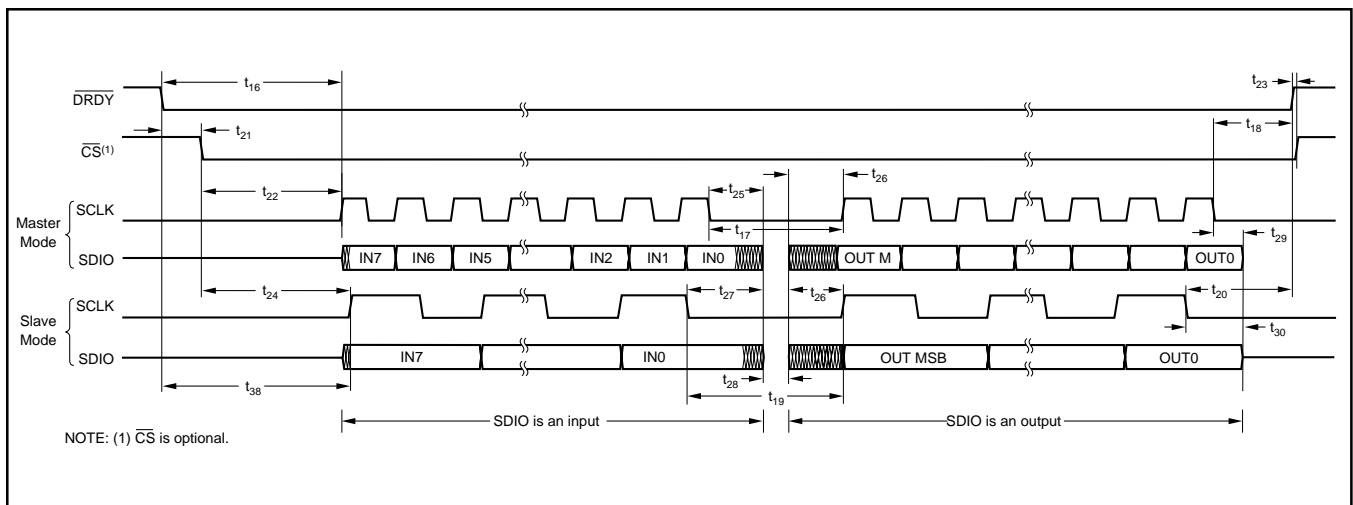 t16
t23
DRDY
t21
t18
CS(1)
t22
t25
t26
Master
Mode
SCLK
t17
t29
SDIO
IN7
IN6
IN5
IN2
IN1
IN0
OUT M
OUT0
t24
t27
t26
t20
Slave
Mode
SCLK
t30
SDIO
IN7
IN0
OUT MSB
OUT0
t38
t28
t19
SDIO is an input
SDIO is an output
NOTE: (1) CS is optional.